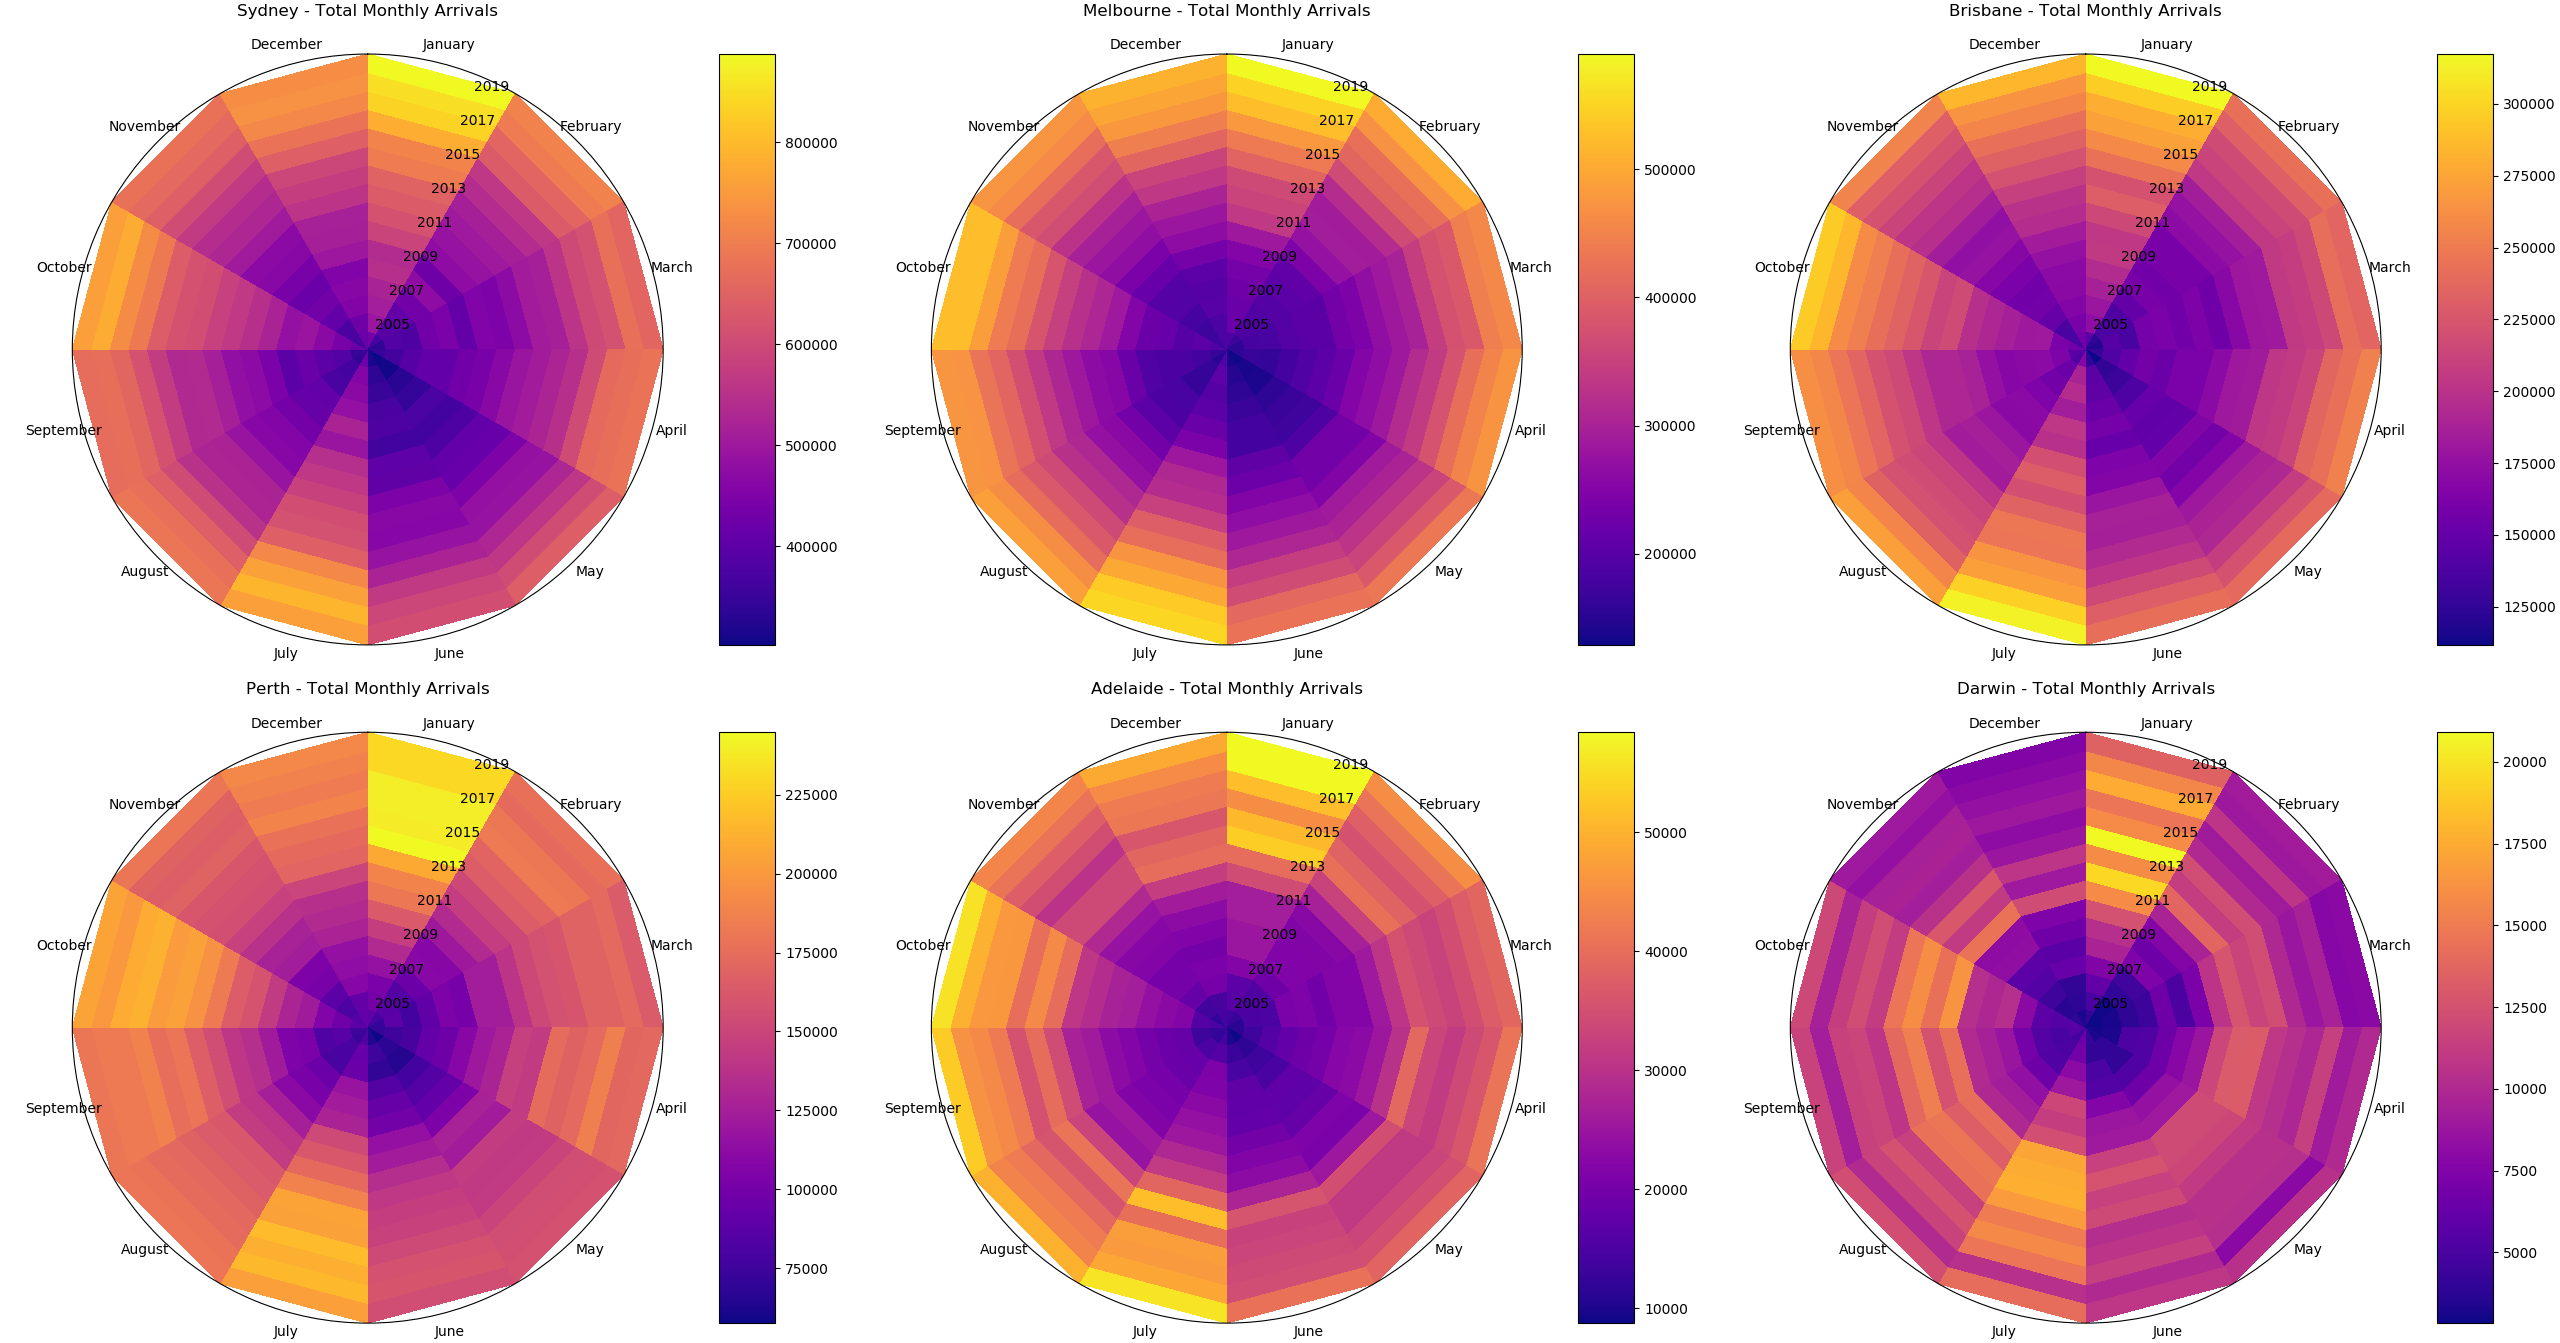 Sydney - Total Monthly Arrivals
December
January
November
February
October
March
September
April
August
May
July
June
2019
2017
2015
2013
2011
2009
2007
2005
800000
700000
600000
500000
400000
Melbourne - Total Monthly Arrivals
December
January
November
February
October
March
September
April
August
May
July
June
2019
2017
2015
2013
2011
2009
2007
2005
500000
400000
300000
200000
Brisbane - Total Monthly Arrivals
December
January
November
February
October
March
September
April
August
May
July
June
2019
2017
2015
2013
2011
2009
2007
2005
300000
275000
250000
225000
200000
175000
150000
125000
Perth - Total Monthly Arrivals
December
January
November
February
October
March
September
April
August
May
July
June
2019
2017
2015
2013
2011
2009
2007
2005
225000
200000
175000
150000
125000
100000
75000
Adelaide - Total Monthly Arrivals
December
January
November
February
October
March
September
April
August
May
July
June
2019
2017
2015
2013
2011
2009
2007
2005
50000
40000
30000
20000
10000
Darwin - Total Monthly Arrivals
December
January
November
February
October
March
September
April
August
May
July
June
2019
2017
2015
2013
2011
2009
2007
2005
20000
17500
15000
12500
10000
7500
5000